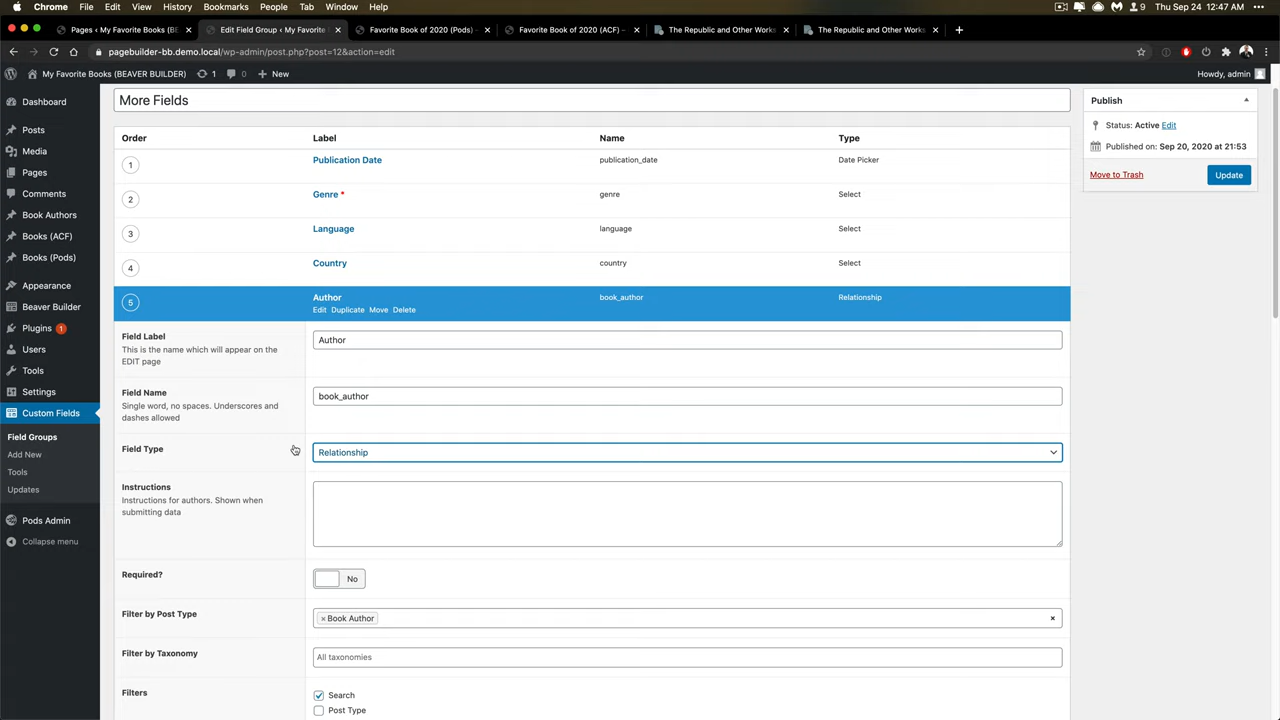 Chrome File Edit View History Bookmarks People Tab Window Help
9 Thu Sep 24 12:47 AM
Pages ‹ My Favorite Books (BE
Edit Field Group ‹ My Favorite
Favorite Book of 2020 (Pods) -
Favorite Book of 2020 (ACF) –
The Republic and Other Works
The Republic and Other Works
pagebuilder-bb.demo.local/wp-admin/post.php?post=12&action=edit
My Favorite Books (BEAVER BUILDER) 1 0 New Howdy, admin
Dashboard
Posts
Media
Pages
Comments
Book Authors
Books (ACF)
Books (Pods)
Appearance
Beaver Builder
Plugins 1
Users
Tools
Settings
Custom Fields
Field Groups
Add New
Tools
Updates
Pods Admin
Collapse menu
More Fields
Order Label Name Type
1 Publication Date publication_date Date Picker
2 Genre * genre Select
3 Language language Select
4 Country country Select
5 Author book_author Relationship
Edit Duplicate Move Delete
Field Label
This is the name which will appear on the
EDIT page
Author
Field Name
Single word, no spaces. Underscores and
dashes allowed
book_author
Field Type
Relationship
Instructions
Instructions for authors. Shown when
submitting data
Required?
No
Filter by Post Type
× Book Author ×
Filter by Taxonomy
All taxonomies
Filters
Search
Post Type
Publish
Status: Active Edit
Published on: Sep 20, 2020 at 21:53
Move to Trash Update